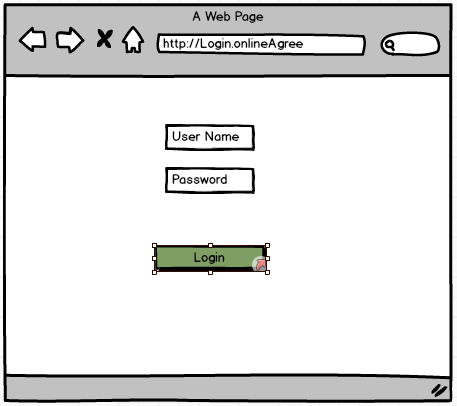 A Web Page
http://Login.onlineAgree
User Name
Password
Login